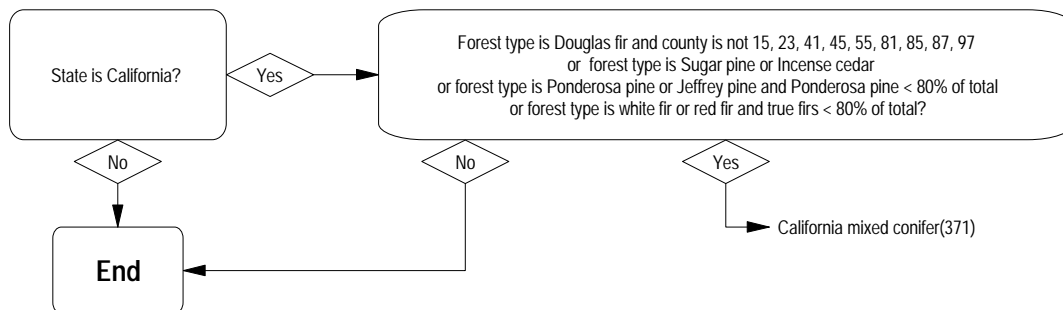 State is California?
Yes
Forest type is Douglas fir and county is not 15, 23, 41, 45, 55, 81, 85, 87, 97
or forest type is Sugar pine or Incense cedar
or forest type is Ponderosa pine or Jeffrey pine and Ponderosa pine < 80% of total
or forest type is white fir or red fir and true firs < 80% of total?
No
No
Yes
California mixed conifer(371)
End